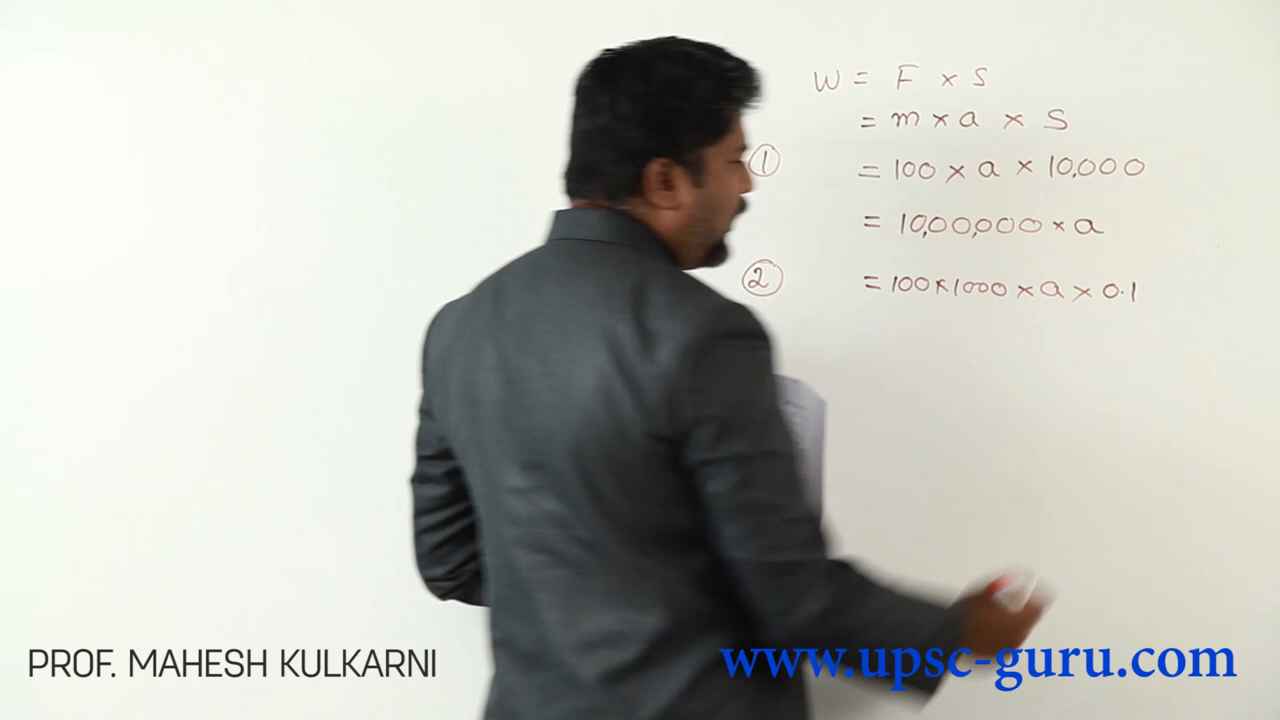 W = F × S
= m × a × S
① = 100 × a × 10,000
= 10,00,000 × a
② = 100×1000 × a × 0.1
PROF. MAHESH KULKARNI
www.upsc-guru.com